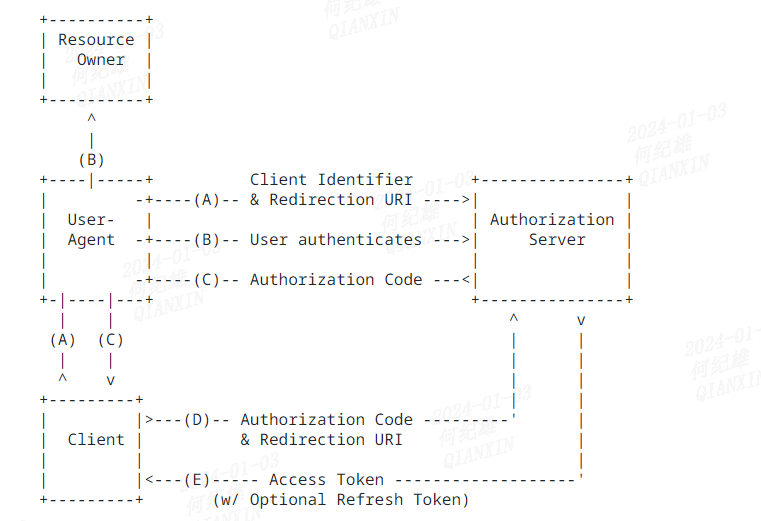 +----------+
| Resource |
|   Owner  |
|          |
+----------+
     ^
     |
    (B)
+----|-----+          Client Identifier      +---------------+
|         -+----(A)-- & Redirection URI ---->|               |
|  User-   |                                 | Authorization |
|  Agent  -+----(B)-- User authenticates --->|     Server    |
|          |                                 |               |
|         -+----(C)-- Authorization Code ---<|               |
+-|----|---+                                 +---------------+
  |    |                                         ^      v
 (A)  (C)                                        |      |
  |    |                                         |      |
  ^    v                                         |      |
+---------+                                      |      |
|         |>---(D)-- Authorization Code ---------'      |
|  Client |          & Redirection URI                  |
|         |                                             |
|         |<---(E)----- Access Token -------------------'
+---------+       (w/ Optional Refresh Token)
2024-01-03
何纪雄
QIANXIN